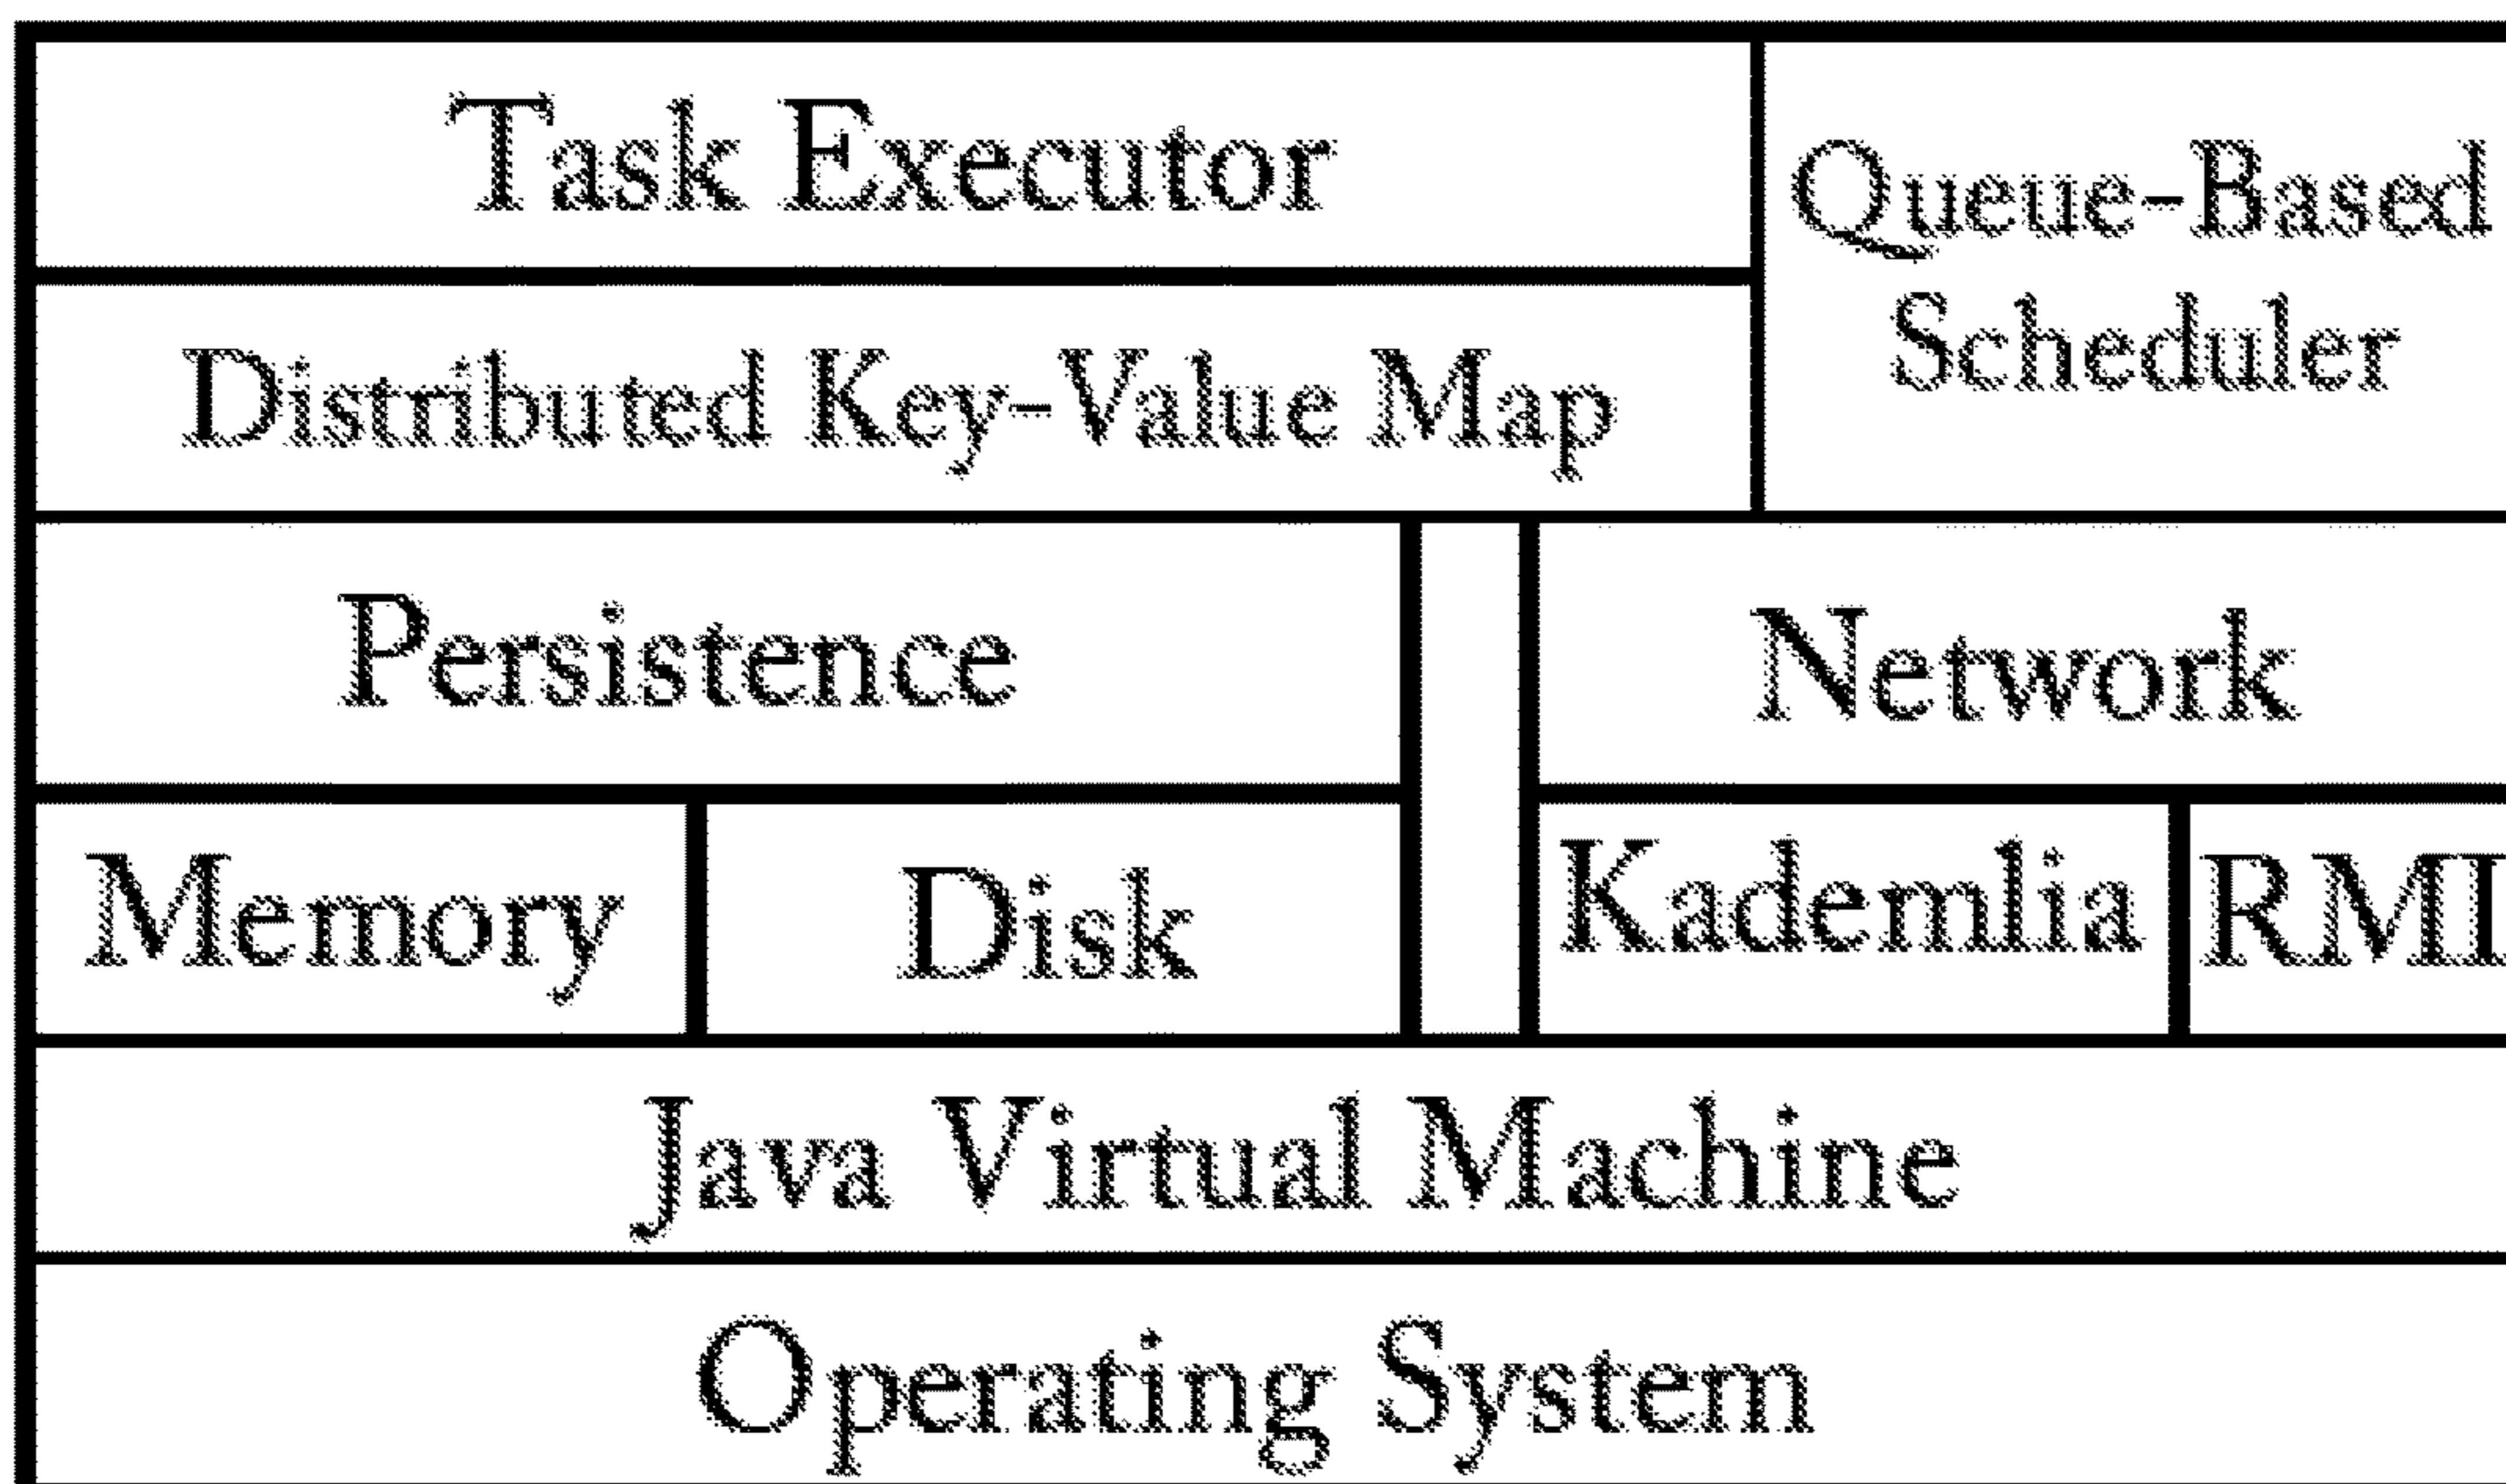 Task Executor
Queue-Based
Scheduler
Distributed Key-Value Map
Persistence
Network
Memory
Disk
Kademlia
RMI
Java Virtual Machine
Operating System